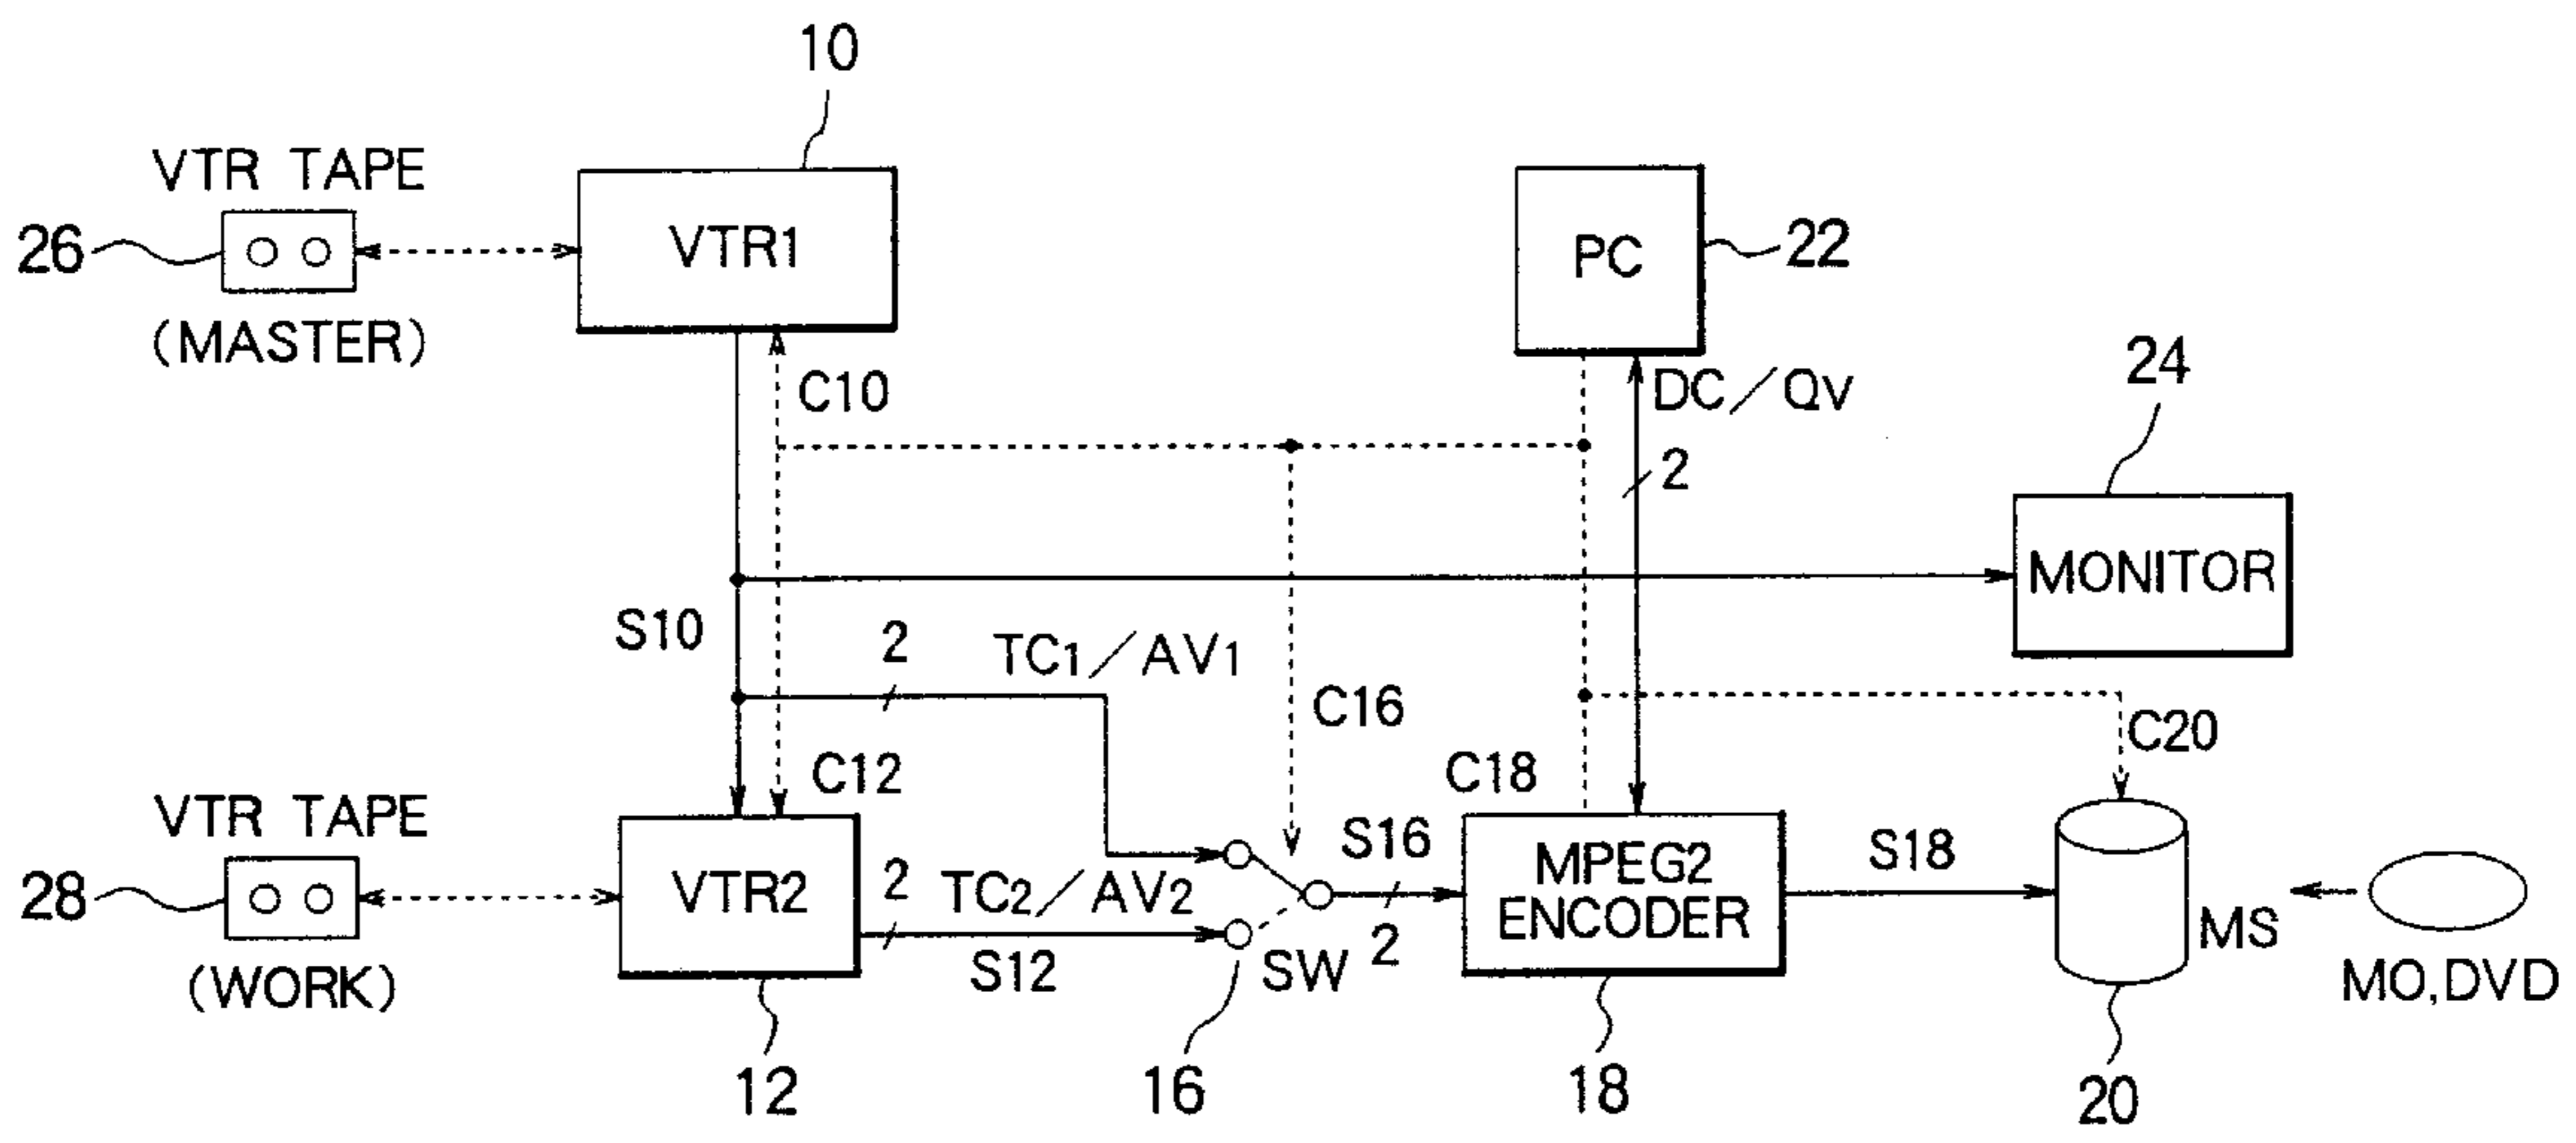 10
VTR TAPE
26
(MASTER)
VTR1
PC
22
C10
DC/QV
2
24
MONITOR
S10
2
TC1/AV1
C16
C20
C12
C18
VTR TAPE
28
(WORK)
VTR2
2
TC2/AV2
S12
SW
S16
2
MPEG2
ENCODER
S18
MS
MO,DVD
12
16
18
20